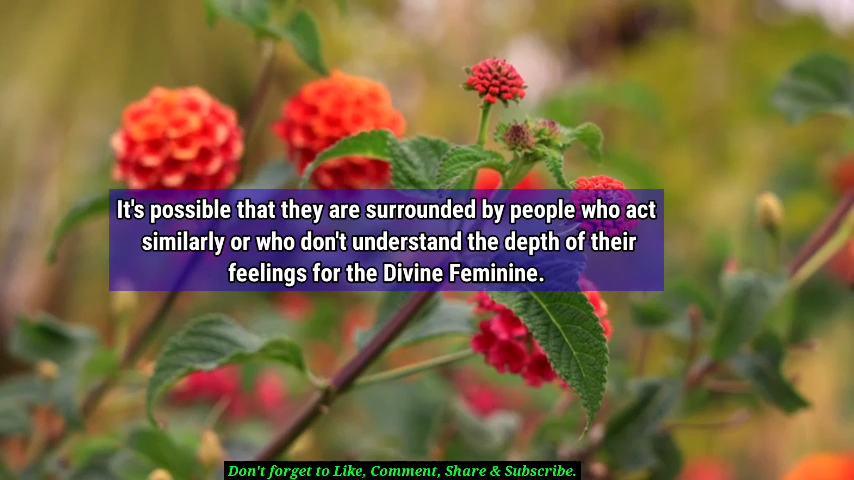 It's possible that they are surrounded by people who act
similarly or who don't understand the depth of their
feelings for the Divine Feminine.
Don't forget to Like, Comment, Share & Subscribe.